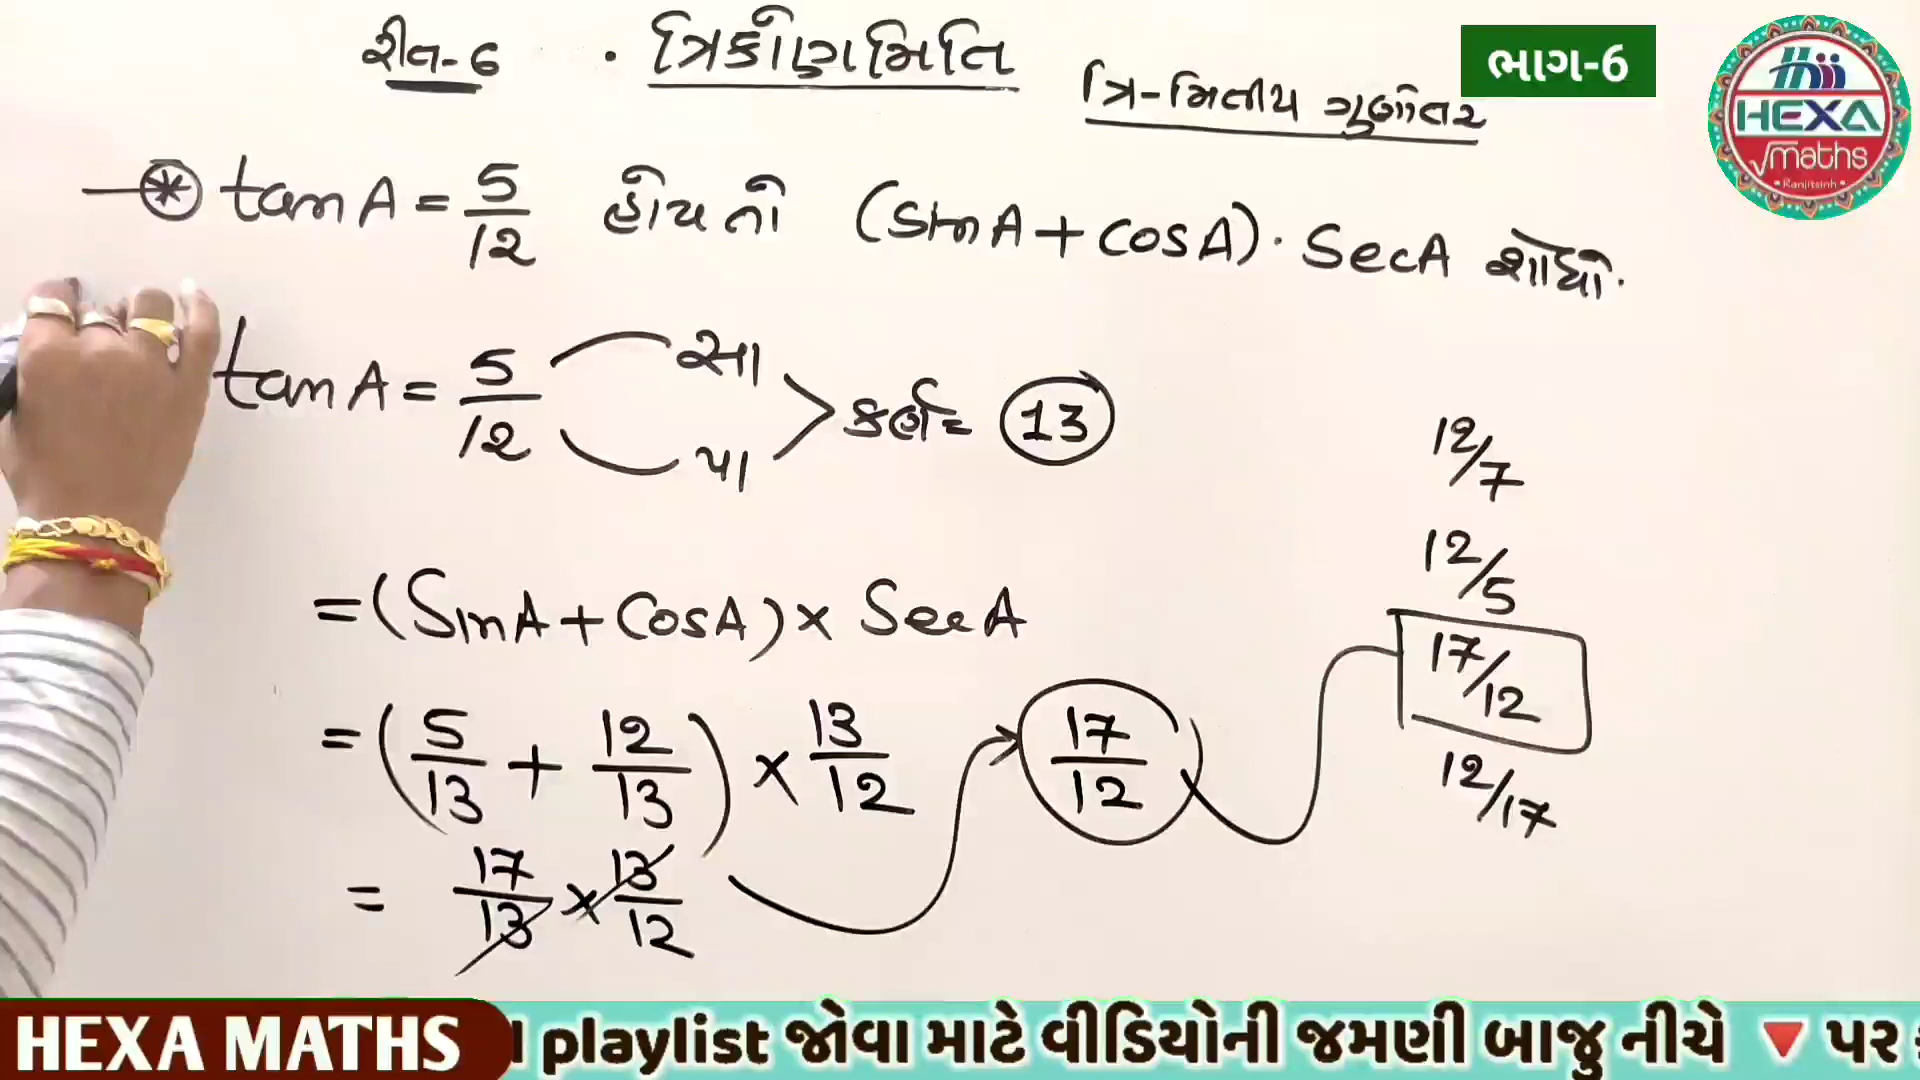 રીત-6 . ત્રિકોણમિતિ
ત્રિ-મિતીય ગુણોતર
ભાગ-6
HEXA
√maths
• Ranjitsinh •
* tan A = 5/12 હોય તો (sin A + cos A) · Sec A શોધો.
tan A = 5/12 સા પા કર્ણ = 13
12/7
12/5
17/12
12/17
= (Sin A + Cos A) × Sec A
= (5/13 + 12/13) × 13/12
= 17/13 × 13/12
17/12
HEXA MATHS playlist જોવા માટે વીડિયોની જમણી બાજુ નીચે 🔻 પર